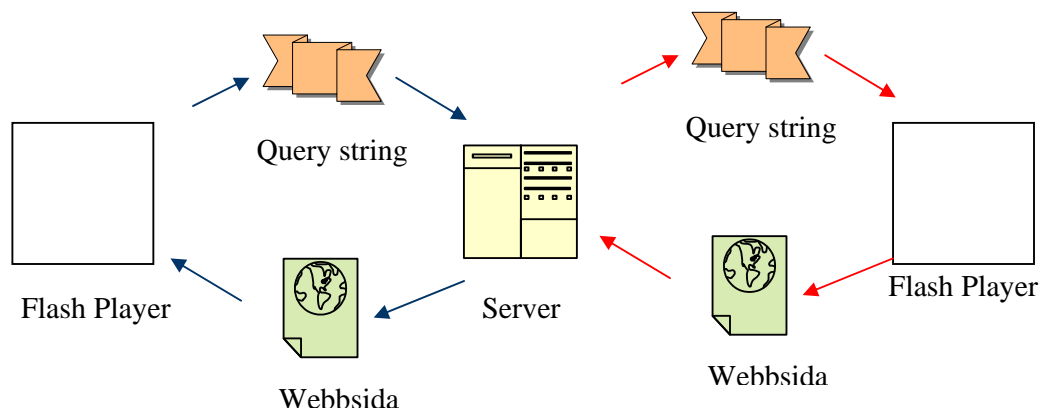 Query string
Query string
Flash Player
Server
Flash Player
Webbsida
Webbsida